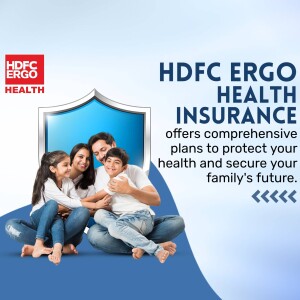 HDFC
ERGO
HEALTH
HDFC ERGO
HEALTH
INSURANCE
offers comprehensive
plans to protect your
health and secure your
family's future.